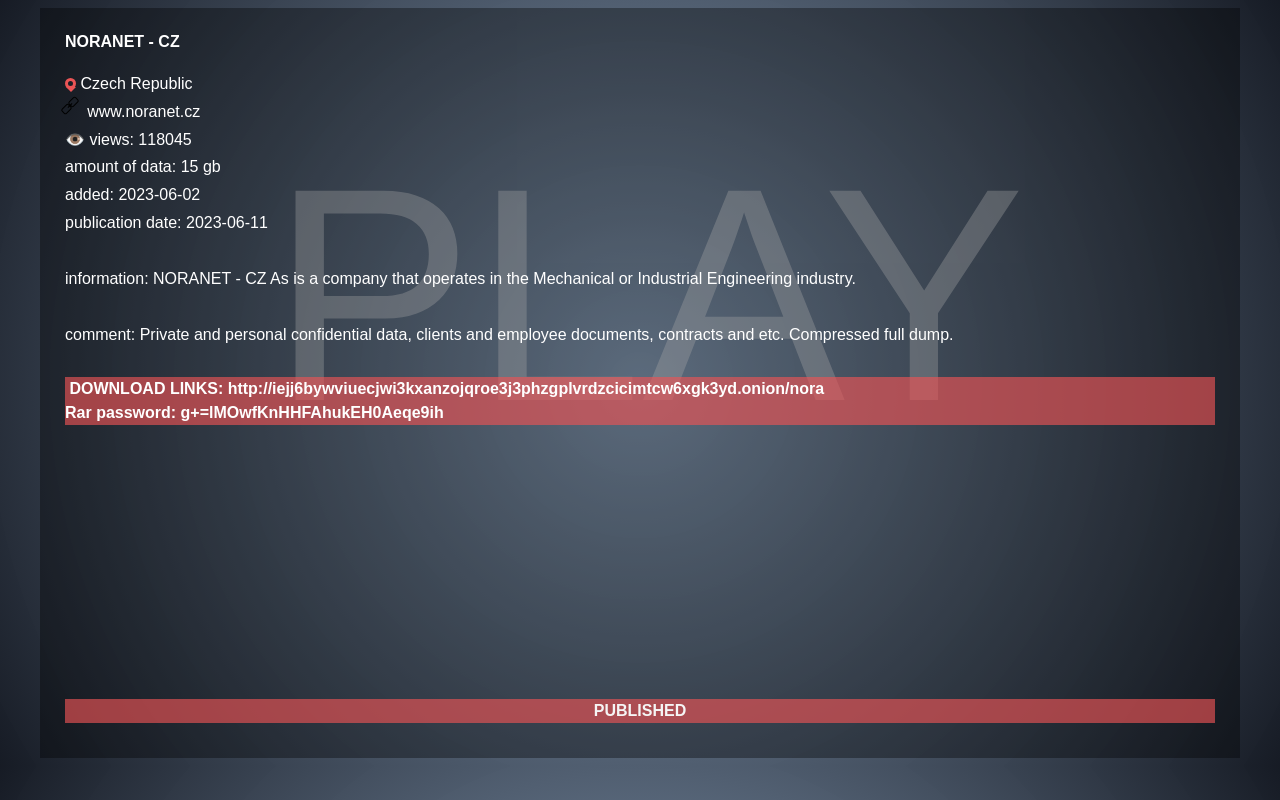 NORANET - CZ
Czech Republic
www.noranet.cz
views: 118045
amount of data: 15 gb
added: 2023-06-02
publication date: 2023-06-11
PLAY
information: NORANET - CZ As is a company that operates in the Mechanical or Industrial Engineering industry.
comment: Private and personal confidential data, clients and employee documents, contracts and etc. Compressed full dump.
DOWNLOAD LINKS: http://iejj6bywviuecjwi3kxanzojqroe3j3phzgplvrdzcicimtcw6xgk3yd.onion/nora
Rar password: g+=lMOwfKnHHFAhukEH0Aeqe9ih
PUBLISHED